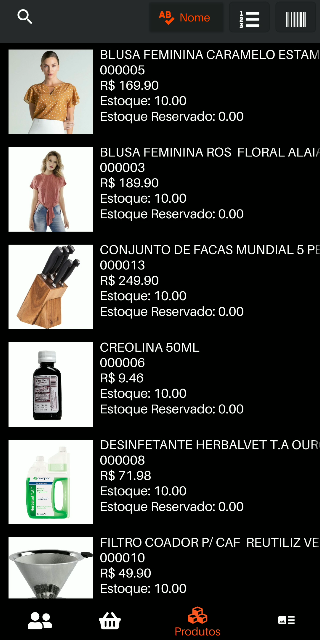 Nome
BLUSA FEMININA CARAMELO ESTAM
000005
R$ 169.90
Estoque: 10.00
Estoque Reservado: 0.00
BLUSA FEMININA ROS FLORAL ALAI
000003
R$ 189.90
Estoque: 10.00
Estoque Reservado: 0.00
CONJUNTO DE FACAS MUNDIAL 5 PE
000013
R$ 249.90
Estoque: 10.00
Estoque Reservado: 0.00
CREOLINA 50ML
000006
R$ 9.46
Estoque: 10.00
Estoque Reservado: 0.00
DESINFETANTE HERBALVET T.A OUR
000008
R$ 71.98
Estoque: 10.00
Estoque Reservado: 0.00
FILTRO COADOR P/ CAF REUTILIZ VE
000010
R$ 49.90
Estoque: 10.00
Produtos